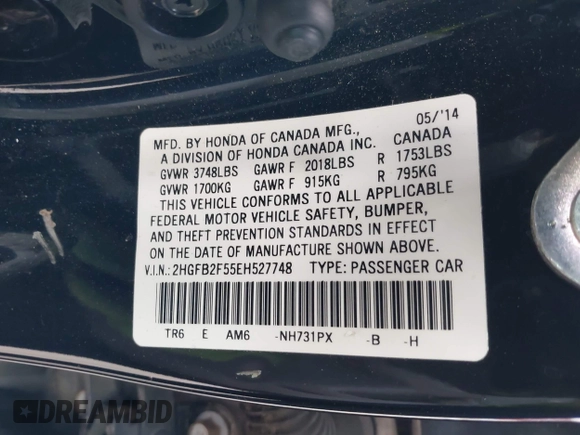 05/'14
MFD. BY HONDA OF CANADA MFG.,
A DIVISION OF HONDA CANADA INC. CANADA
GVWR 3748LBS GAWR F 2018LBS R 1753LBS
GVWR 1700KG GAWR F 915KG R 795KG
THIS VEHICLE CONFORMS TO ALL APPLICABLE
FEDERAL MOTOR VEHICLE SAFETY, BUMPER,
AND THEFT PREVENTION STANDARDS IN EFFECT
ON THE DATE OF MANUFACTURE SHOWN ABOVE.
V.I.N.: 2HGFB2F55EH527748 TYPE: PASSENGER CAR
TR6 E AM6 -NH731PX -B -H
DREAMBID